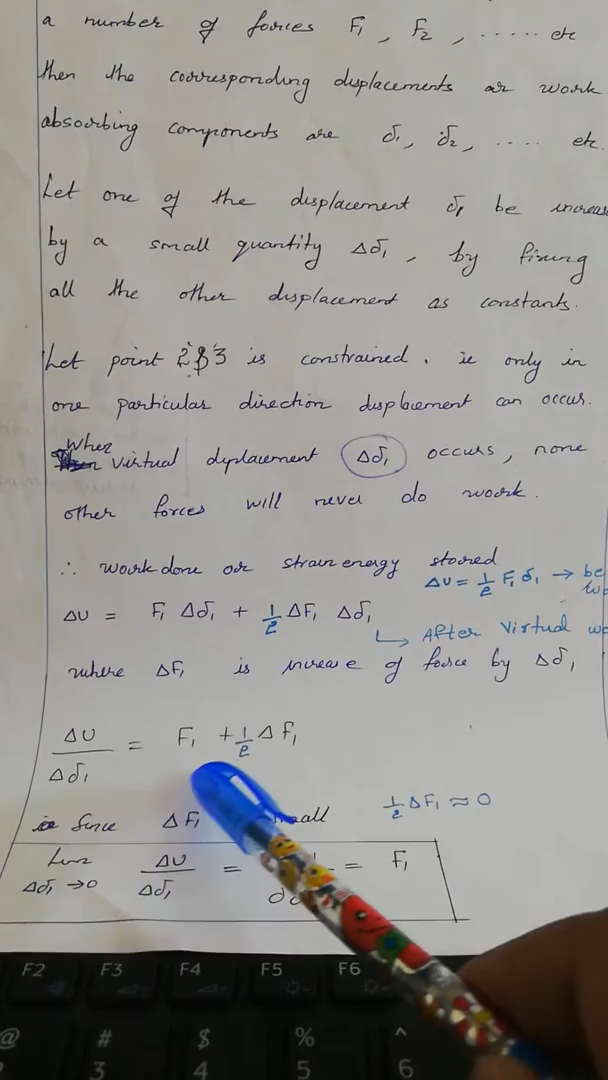 a number of forces F1, F2, ..... etc
then the corresponding displacements or work
absorbing components are δ1, δ2, .... etc.
Let one of the displacement δ1 be increas
by a small quantity Δδ1, by fixing
all the other displacement as constants.
Let point 2 & 3 is constrained. ie only in
one particular direction displacement can occur.
When virtual dyplacement Δδ1 occurs, none
other forces will never do work.
∴ workdone or strain energy stored
ΔU = 1/2 F1 δ1 → be
ΔU = F1 Δδ1 + 1/2 ΔF1 Δδ1
→ After virtual wo
where ΔF1 is increase of force by Δδ1
ΔU/Δδ1 = F1 + 1/2 ΔF1
Since ΔF1 small 1/2 ΔF1 ≈ 0
Δδ1 → 0 ΔU/Δδ1 = = F1
F2 F3 F4 F5 F6
@ # $ % ^
3 4 5 6